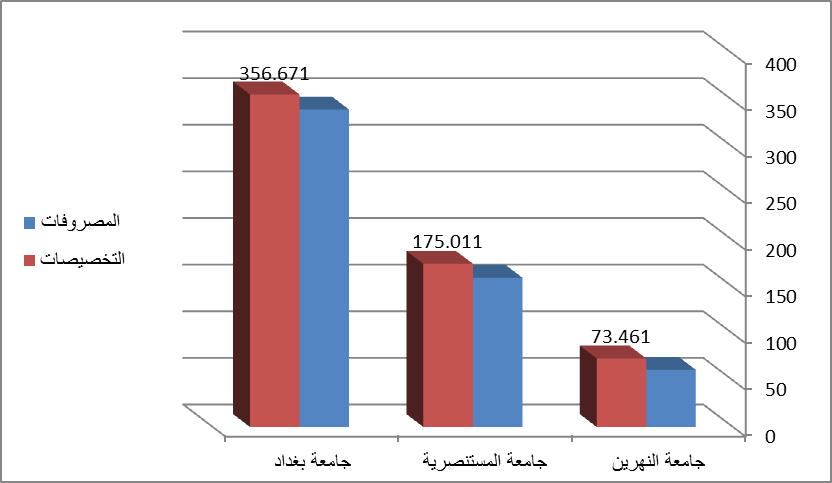 356.671
175.011
73.461
400
350
300
250
200
150
100
50
0
المصروفات
التخصيصات
جامعة النهرين
جامعة المستنصرية
جامعة بغداد